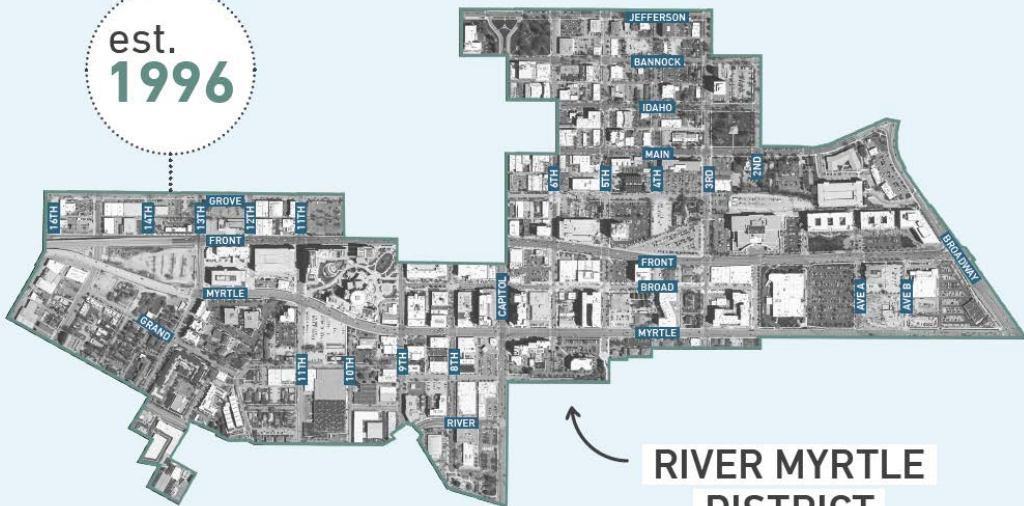 est.
1996
JEFFERSON
BANNOCK
IDAHO
MAIN
6TH
5TH
4TH
3RD
2ND
16TH
14TH
13TH
GROVE
12TH
11TH
FRONT
FRONT
BROADWAY
MYRTLE
CAPITOL
BROAD
AVE A
AVE B
GRAND
MYRTLE
11TH
10TH
9TH
8TH
RIVER
RIVER MYRTLE
DISTRICT